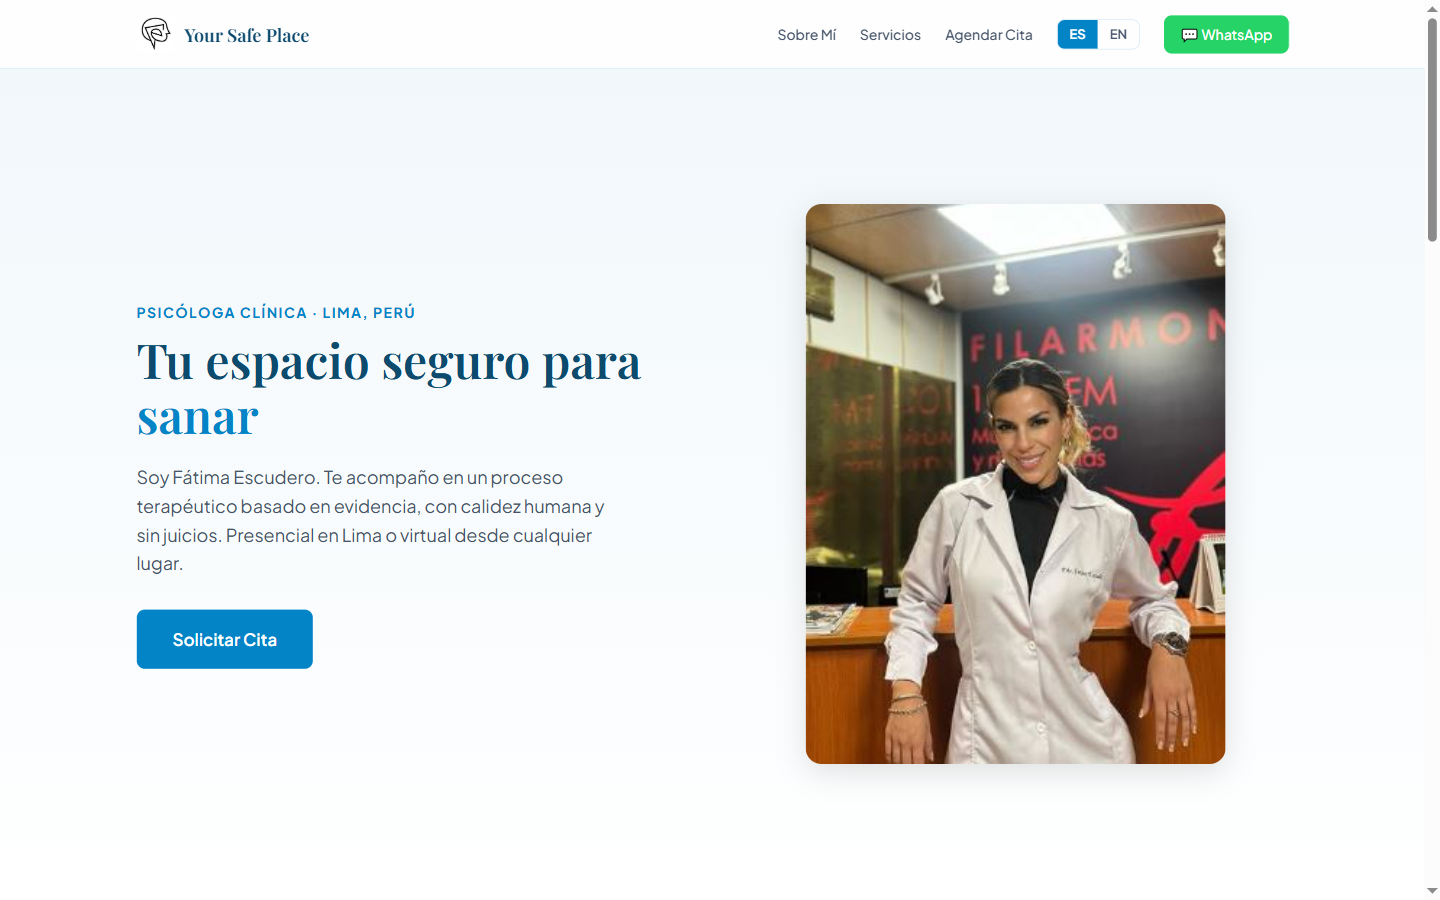 Your Safe Place
Sobre Mí
Servicios
Agendar Cita
ES
EN
WhatsApp
PSICÓLOGA CLÍNICA · LIMA, PERÚ
Tu espacio seguro para
sanar
Soy Fátima Escudero. Te acompaño en un proceso
terapéutico basado en evidencia, con calidez humana y
sin juicios. Presencial en Lima o virtual desde cualquier
lugar.
Solicitar Cita
FILARMON
FM